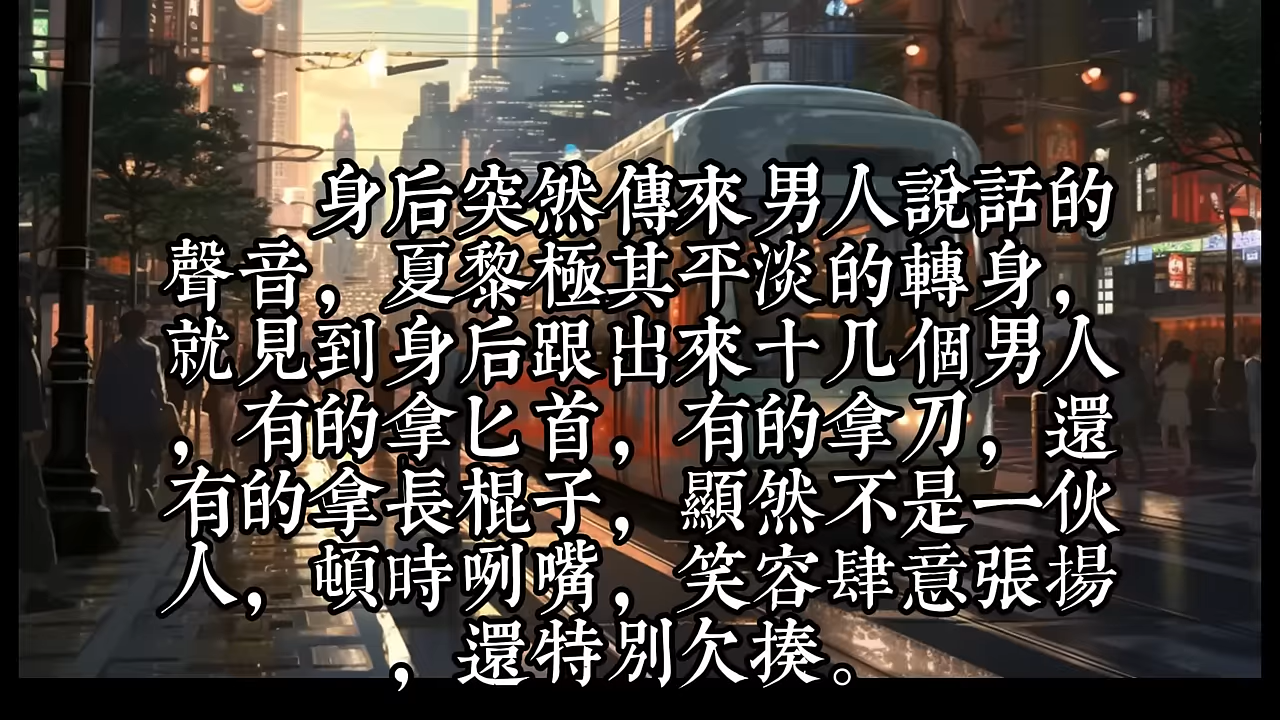 身后突然傳來男人說話的
聲音，夏黎極其平淡的轉身，
就見到身后跟出來十几個男人
，有的拿匕首，有的拿刀，還
有的拿長棍子，顯然不是一伙
人，頓時咧嘴，笑容肆意張揚
，還特別欠揍。